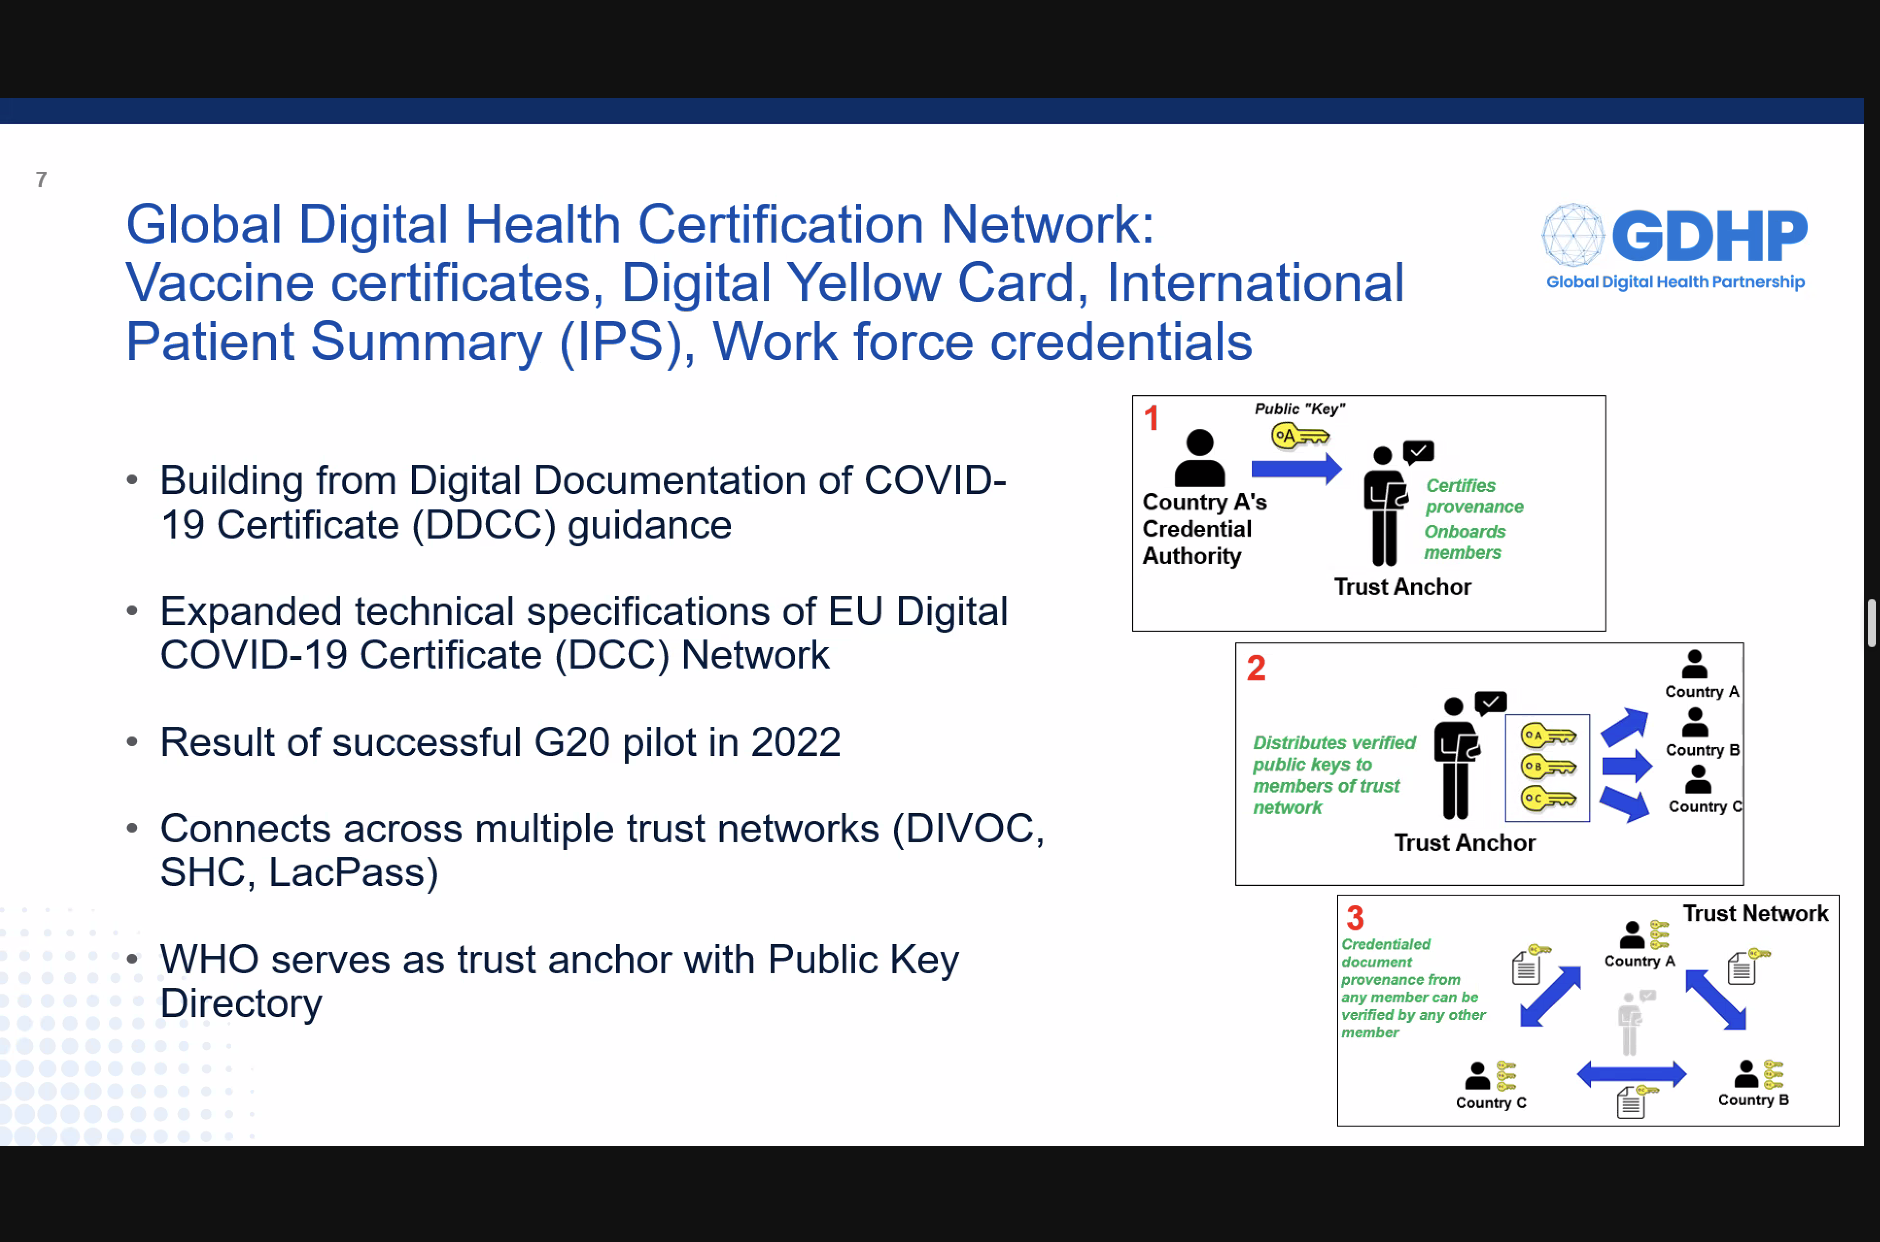 7
Global Digital Health Certification Network:
Vaccine certificates, Digital Yellow Card, International
Patient Summary (IPS), Work force credentials
GDHP
Global Digital Health Partnership
• Building from Digital Documentation of COVID-
19 Certificate (DDCC) guidance
• Expanded technical specifications of EU Digital
COVID-19 Certificate (DCC) Network
• Result of successful G20 pilot in 2022
• Connects across multiple trust networks (DIVOC,
SHC, LacPass)
• WHO serves as trust anchor with Public Key
Directory
1
Public "Key"
A
Country A's
Credential
Authority
Certifies
provenance
Onboards
members
Trust Anchor
2
Distributes verified
public keys to
members of trust
network
Trust Anchor
A
B
C
Country A
Country B
Country C
3
Trust Network
Credentialed
document
provenance from
any member can be
verified by any other
member
Country A
Country C
Country B